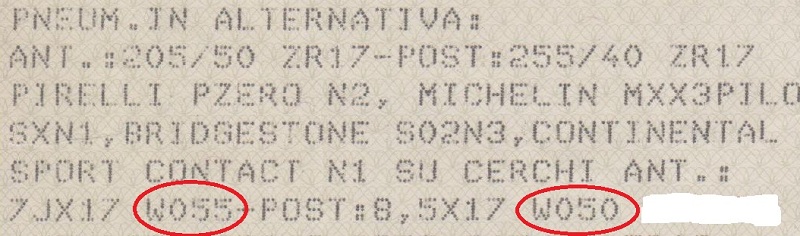 PNEUM.IN ALTERNATIVA:
ANT.:205/50 ZR17-POST:255/40 ZR17
PIRELLI PZERO N2, MICHELIN MXX3PILO
SXN1,BRIDGESTONE S02N3,CONTINENTAL
SPORT CONTACT N1 SU CERCHI ANT.:
7JX17 W055-POST:8,5X17 W050